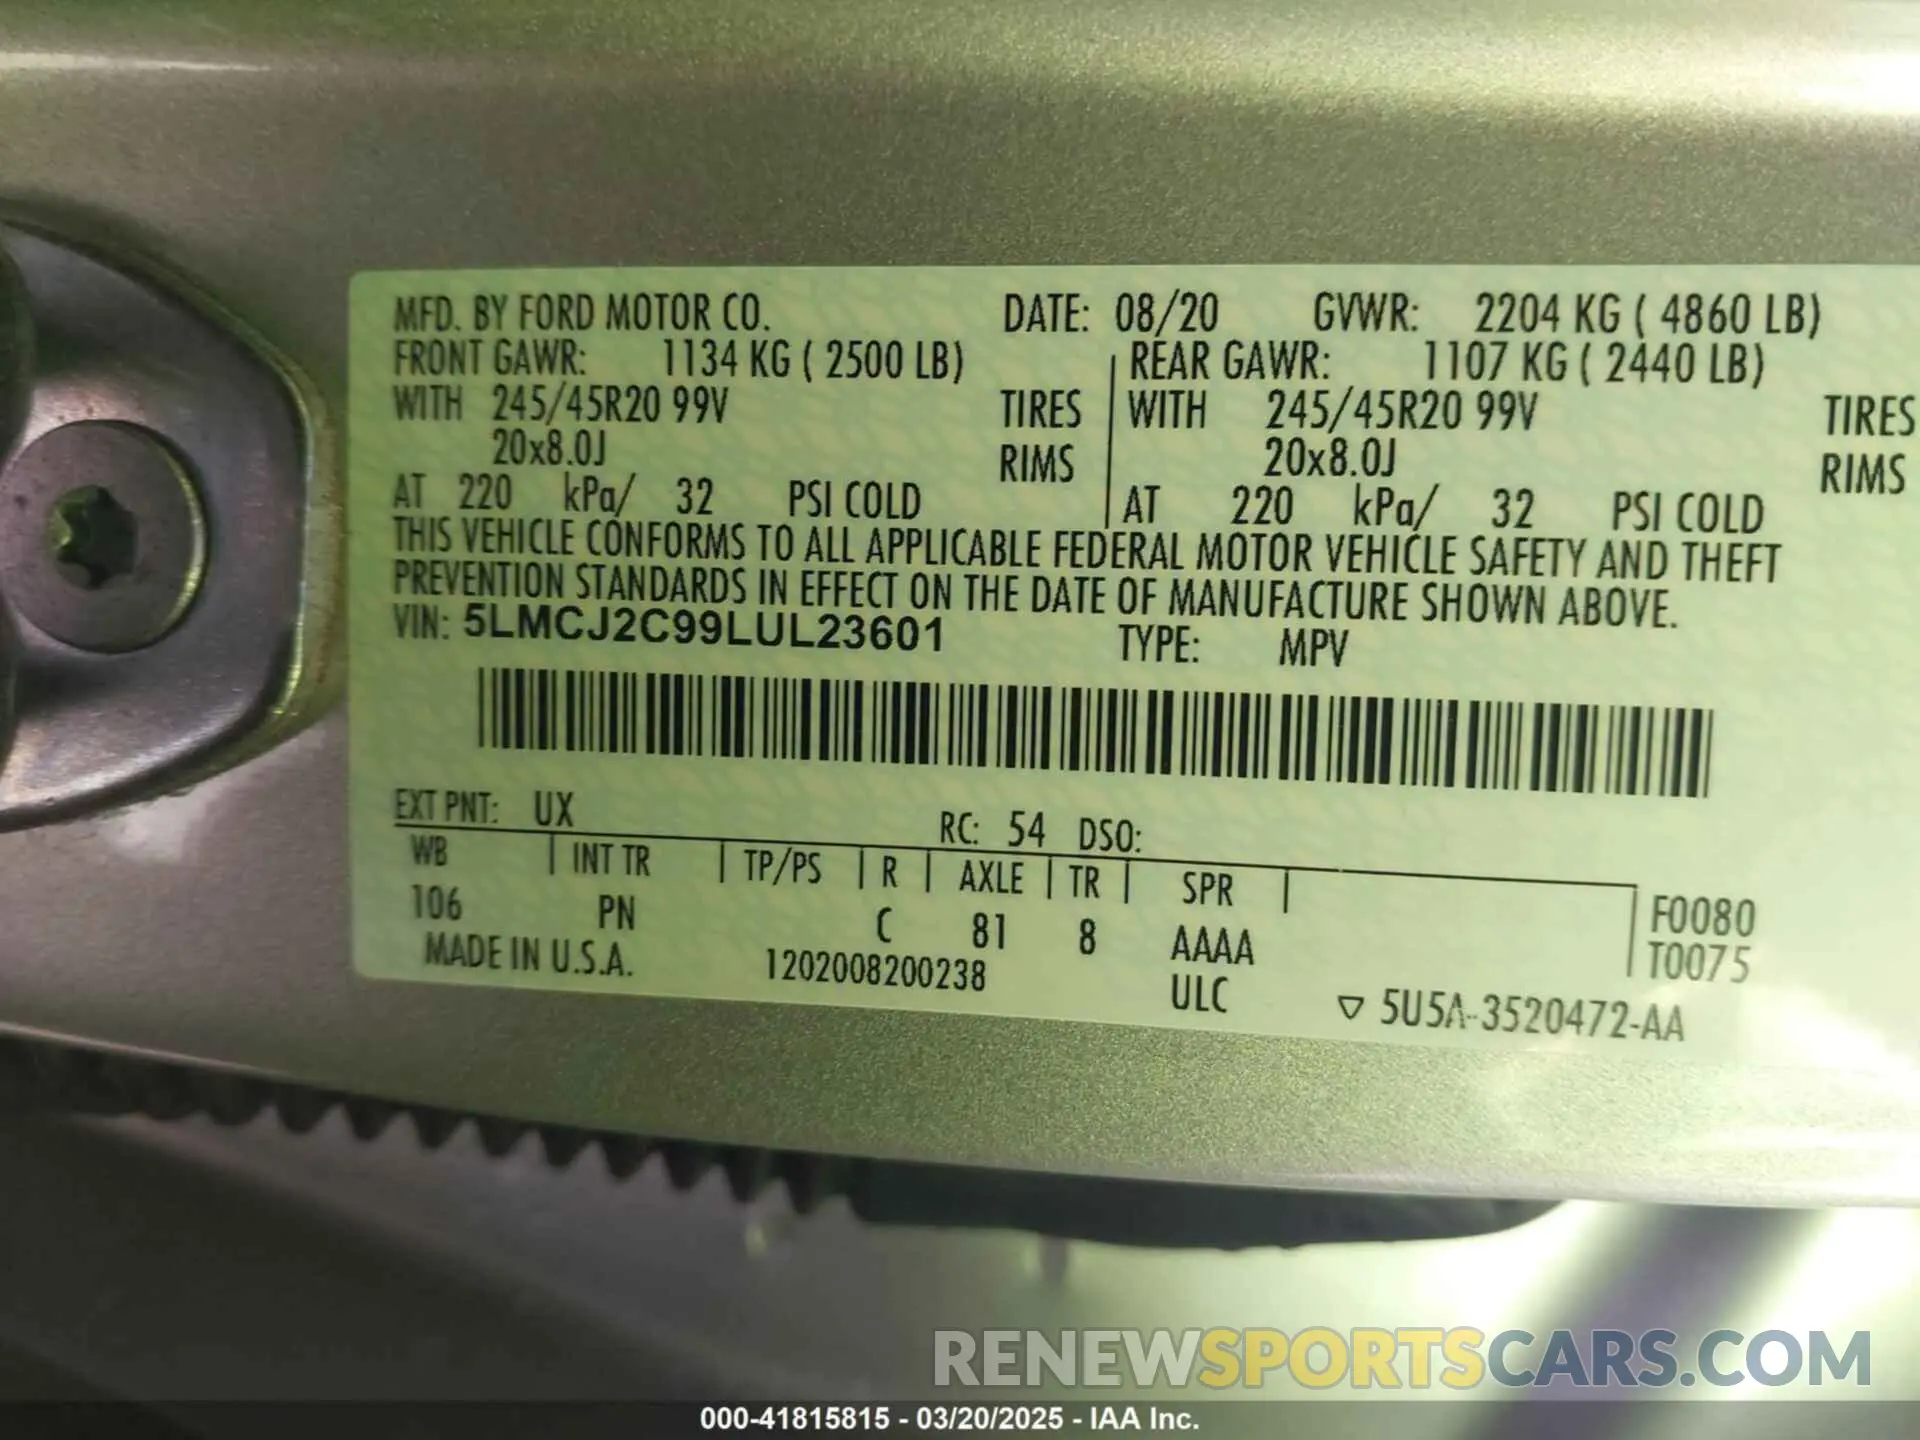 MFD. BY FORD MOTOR CO. DATE: 08/20 GVWR: 2204 KG ( 4860 LB)
FRONT GAWR: 1134 KG ( 2500 LB) REAR GAWR: 1107 KG ( 2440 LB)
WITH 245/45R20 99V TIRES WITH 245/45R20 99V TIRES
20x8.0J RIMS 20x8.0J RIMS
AT 220 kPa/ 32 PSI COLD AT 220 kPa/ 32 PSI COLD
THIS VEHICLE CONFORMS TO ALL APPLICABLE FEDERAL MOTOR VEHICLE SAFETY AND THEFT
PREVENTION STANDARDS IN EFFECT ON THE DATE OF MANUFACTURE SHOWN ABOVE.
VIN: 5LMCJ2C99LUL23601 TYPE: MPV
EXT PNT: UX RC: 54 DSO:
WB INT TR TP/PS R AXLE TR SPR
106 PN C 81 8 AAAA F0080
MADE IN U.S.A. 1202008200238 ULC T0075
▽ 5U5A-3520472-AA
RENEWSPORTSCARS.COM
000-41815815 - 03/20/2025 - IAA Inc.